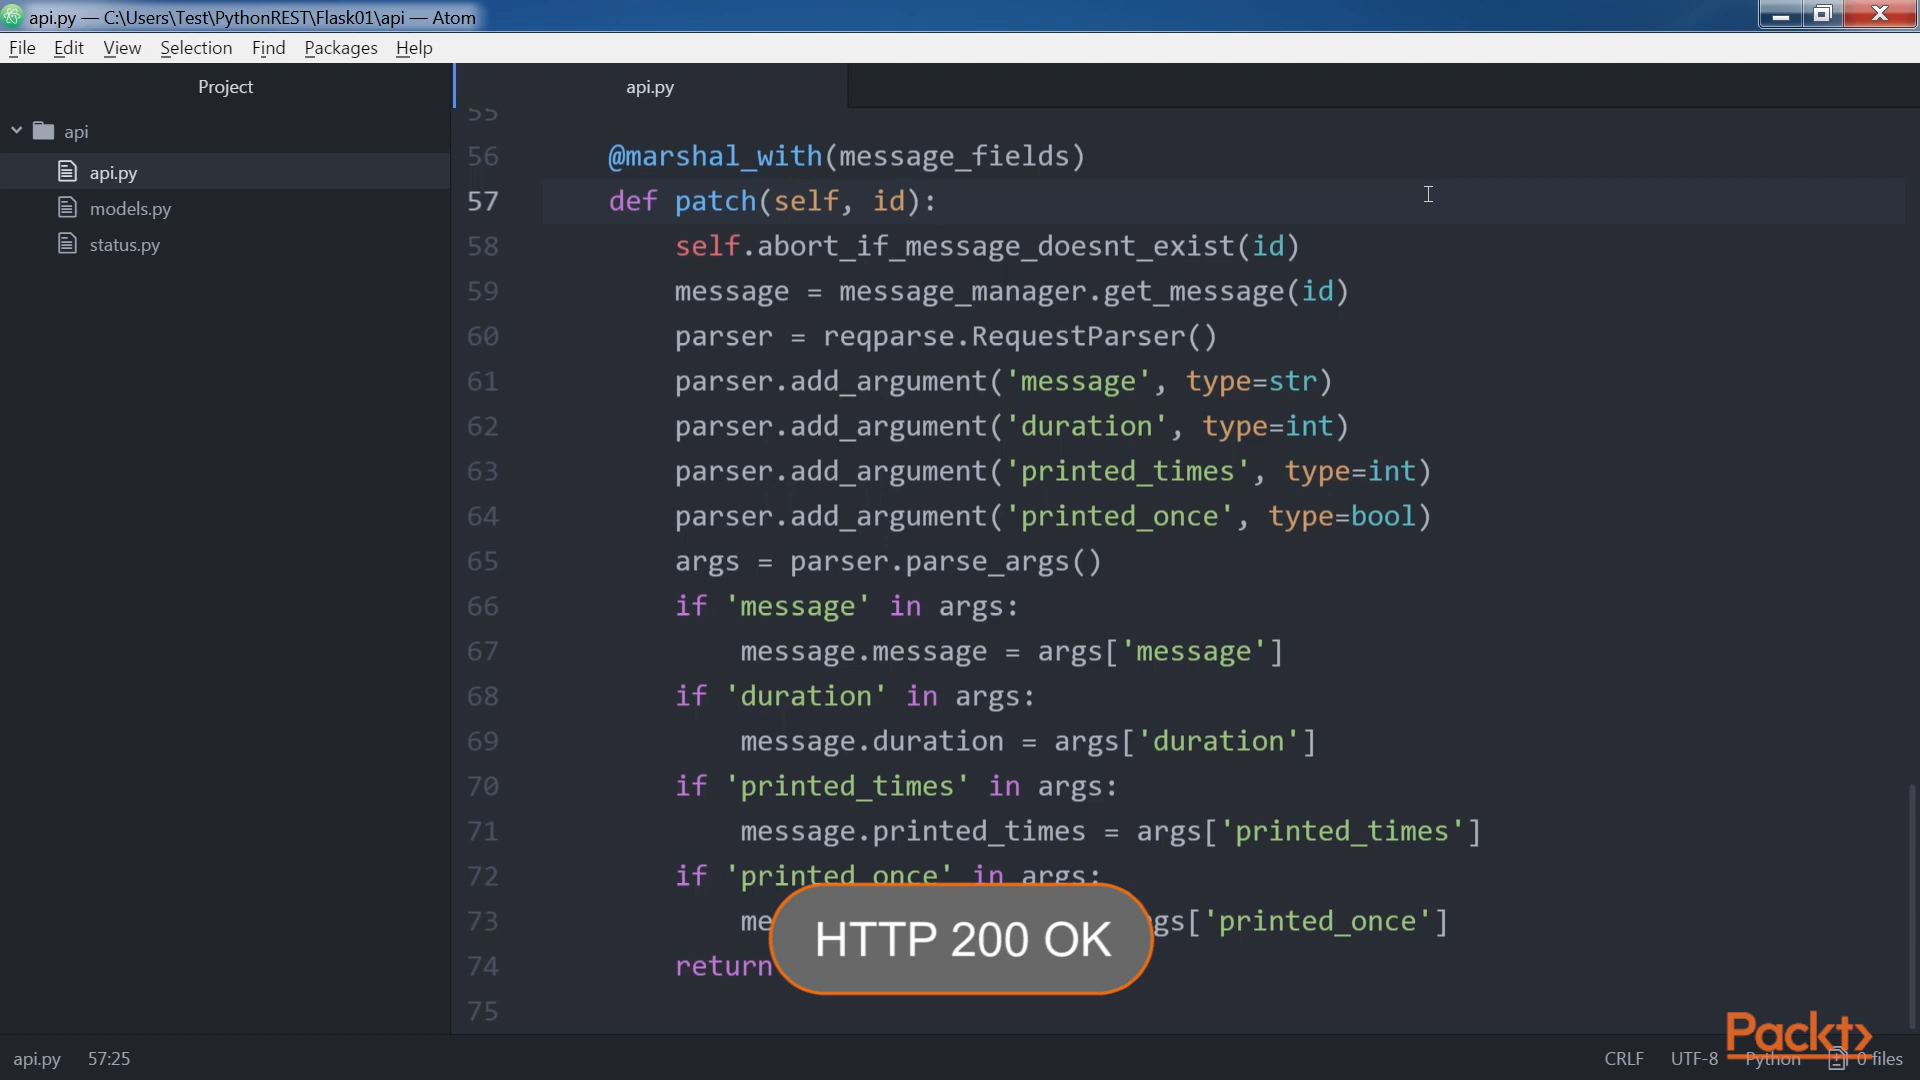 api.py — C:\Users\Test\PythonREST\Flask01\api — Atom
File Edit View Selection Find Packages Help
Project
api
api.py
models.py
status.py
api.py
55
56 @marshal_with(message_fields)
57 def patch(self, id):
58 self.abort_if_message_doesnt_exist(id)
59 message = message_manager.get_message(id)
60 parser = reqparse.RequestParser()
61 parser.add_argument('message', type=str)
62 parser.add_argument('duration', type=int)
63 parser.add_argument('printed_times', type=int)
64 parser.add_argument('printed_once', type=bool)
65 args = parser.parse_args()
66 if 'message' in args:
67 message.message = args['message']
68 if 'duration' in args:
69 message.duration = args['duration']
70 if 'printed_times' in args:
71 message.printed_times = args['printed_times']
72 if 'printed_once' in args:
73 me gs['printed_once']
74 return
75
HTTP 200 OK
Packt>
api.py 57:25 CRLF UTF-8 Python 0 files